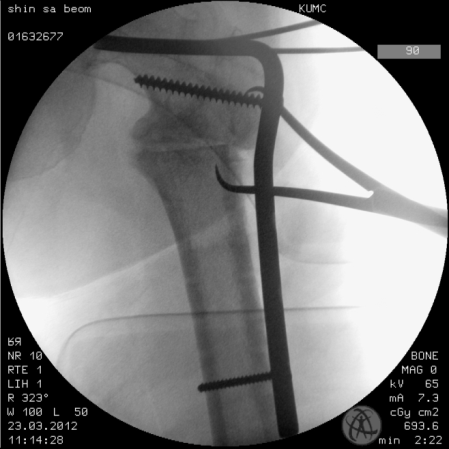 shin sa beom
KUMC
01632677
90
RA
NR 10
RTE 1
LIH 1
R 323°
W 100 L 50
23.03.2012
11:14:28
BONE
MAG 0
kV 65
mA 7.3
cGy cm2
693.6
min 2:22